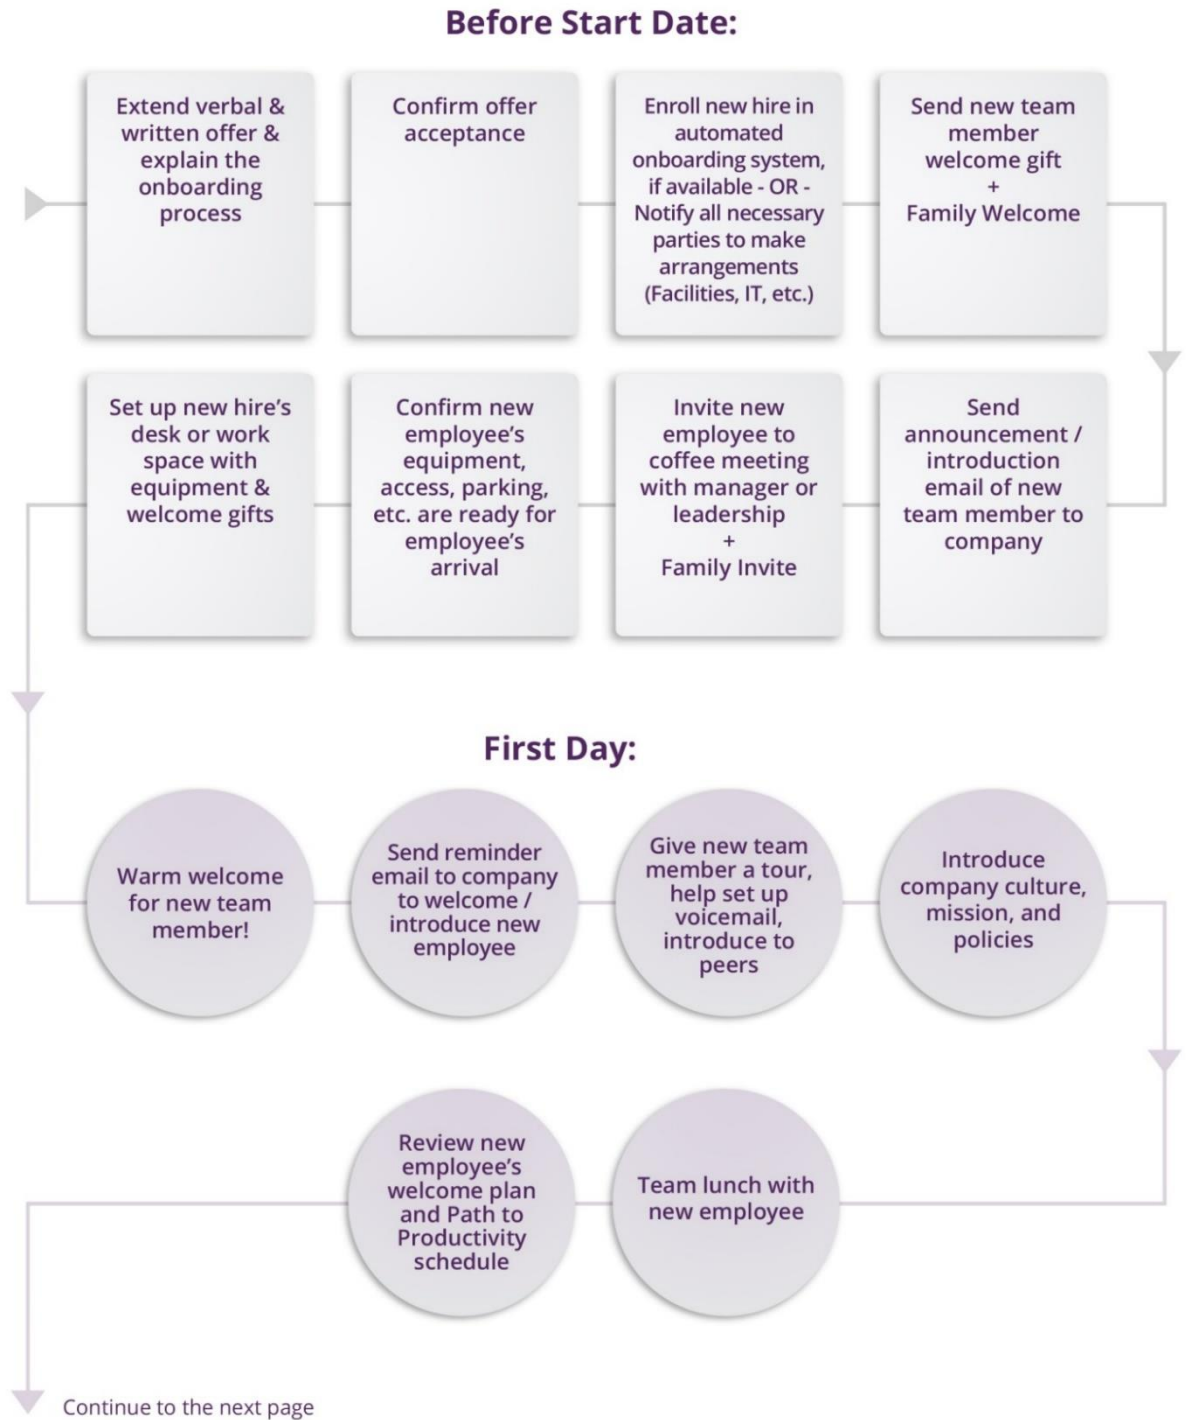 Before Start Date:
Extend verbal &
written offer &
explain the
onboarding
process
Confirm offer
acceptance
Enroll new hire in
automated
onboarding system,
if available - OR -
Notify all necessary
parties to make
arrangements
(Facilities, IT, etc.)
Send new team
member
welcome gift
+
Family Welcome
Send
announcement /
introduction
email of new
team member to
company
Invite new
employee to
coffee meeting
with manager or
leadership
+
Family Invite
Confirm new
employee’s
equipment,
access, parking,
etc. are ready for
employee’s
arrival
Set up new hire’s
desk or work
space with
equipment &
welcome gifts
First Day:
Warm welcome
for new team
member!
Send reminder
email to company
to welcome /
introduce new
employee
Give new team
member a tour,
help set up
voicemail,
introduce to
peers
Introduce
company culture,
mission, and
policies
Team lunch with
new employee
Review new
employee’s
welcome plan
and Path to
Productivity
schedule
Continue to the next page